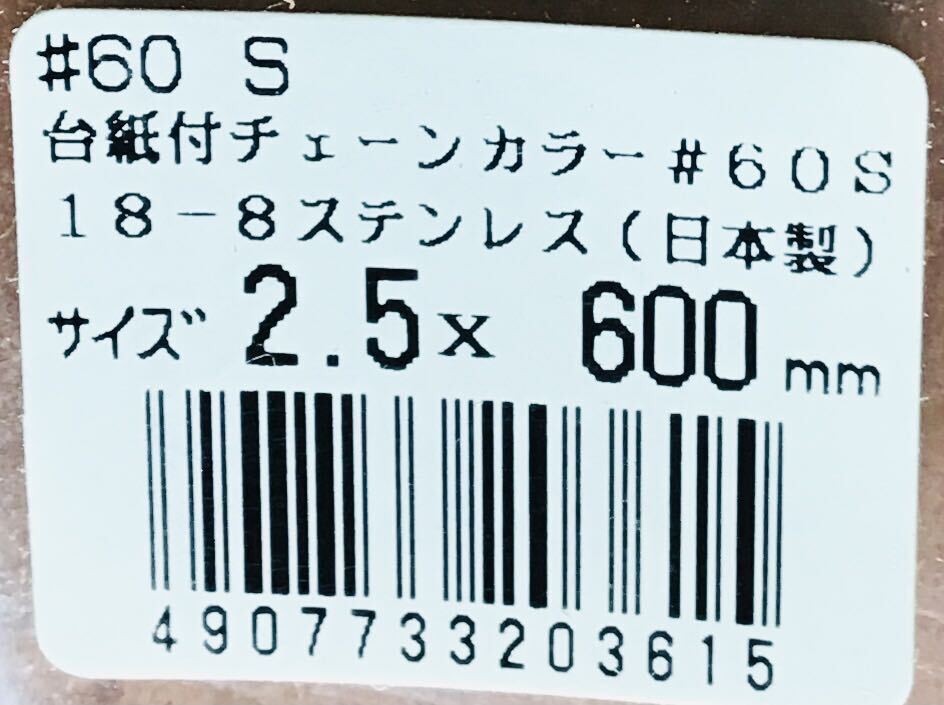 #60 S
台紙付チェーンカラー#60S
18-8ステンレス(日本製)
サイズ 2.5x 600mm
4907733203615